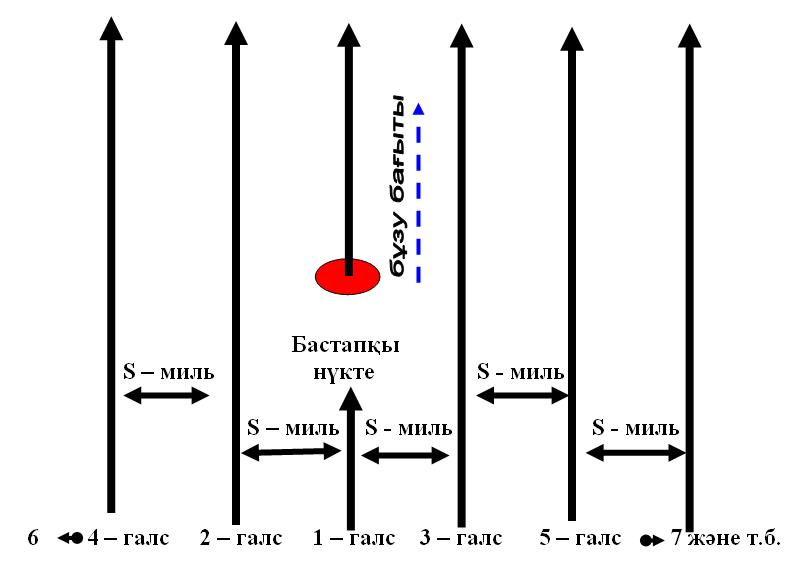 бұзу бағыты
Бастапқы
нүкте
S – миль
S - миль
S – миль
S - миль
S - миль
6 4 – галс 2 – галс 1 – галс 3 – галс 5 – галс 7 және т.б.